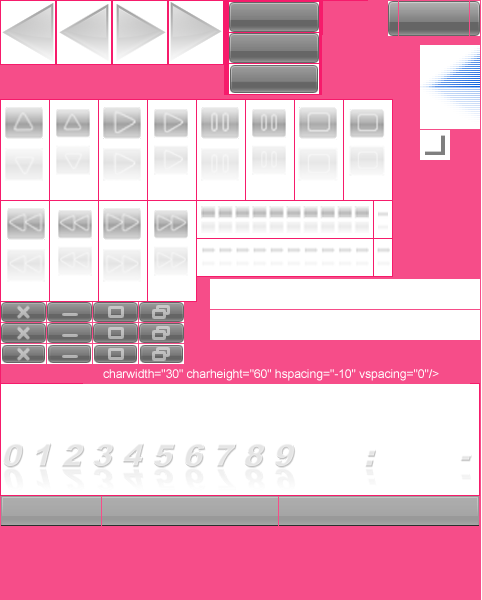 charwidth="30" charheight="60" hspacing="-10" vspacing="0"/>
0 1 2 3 4 5 6 7 8 9 : -